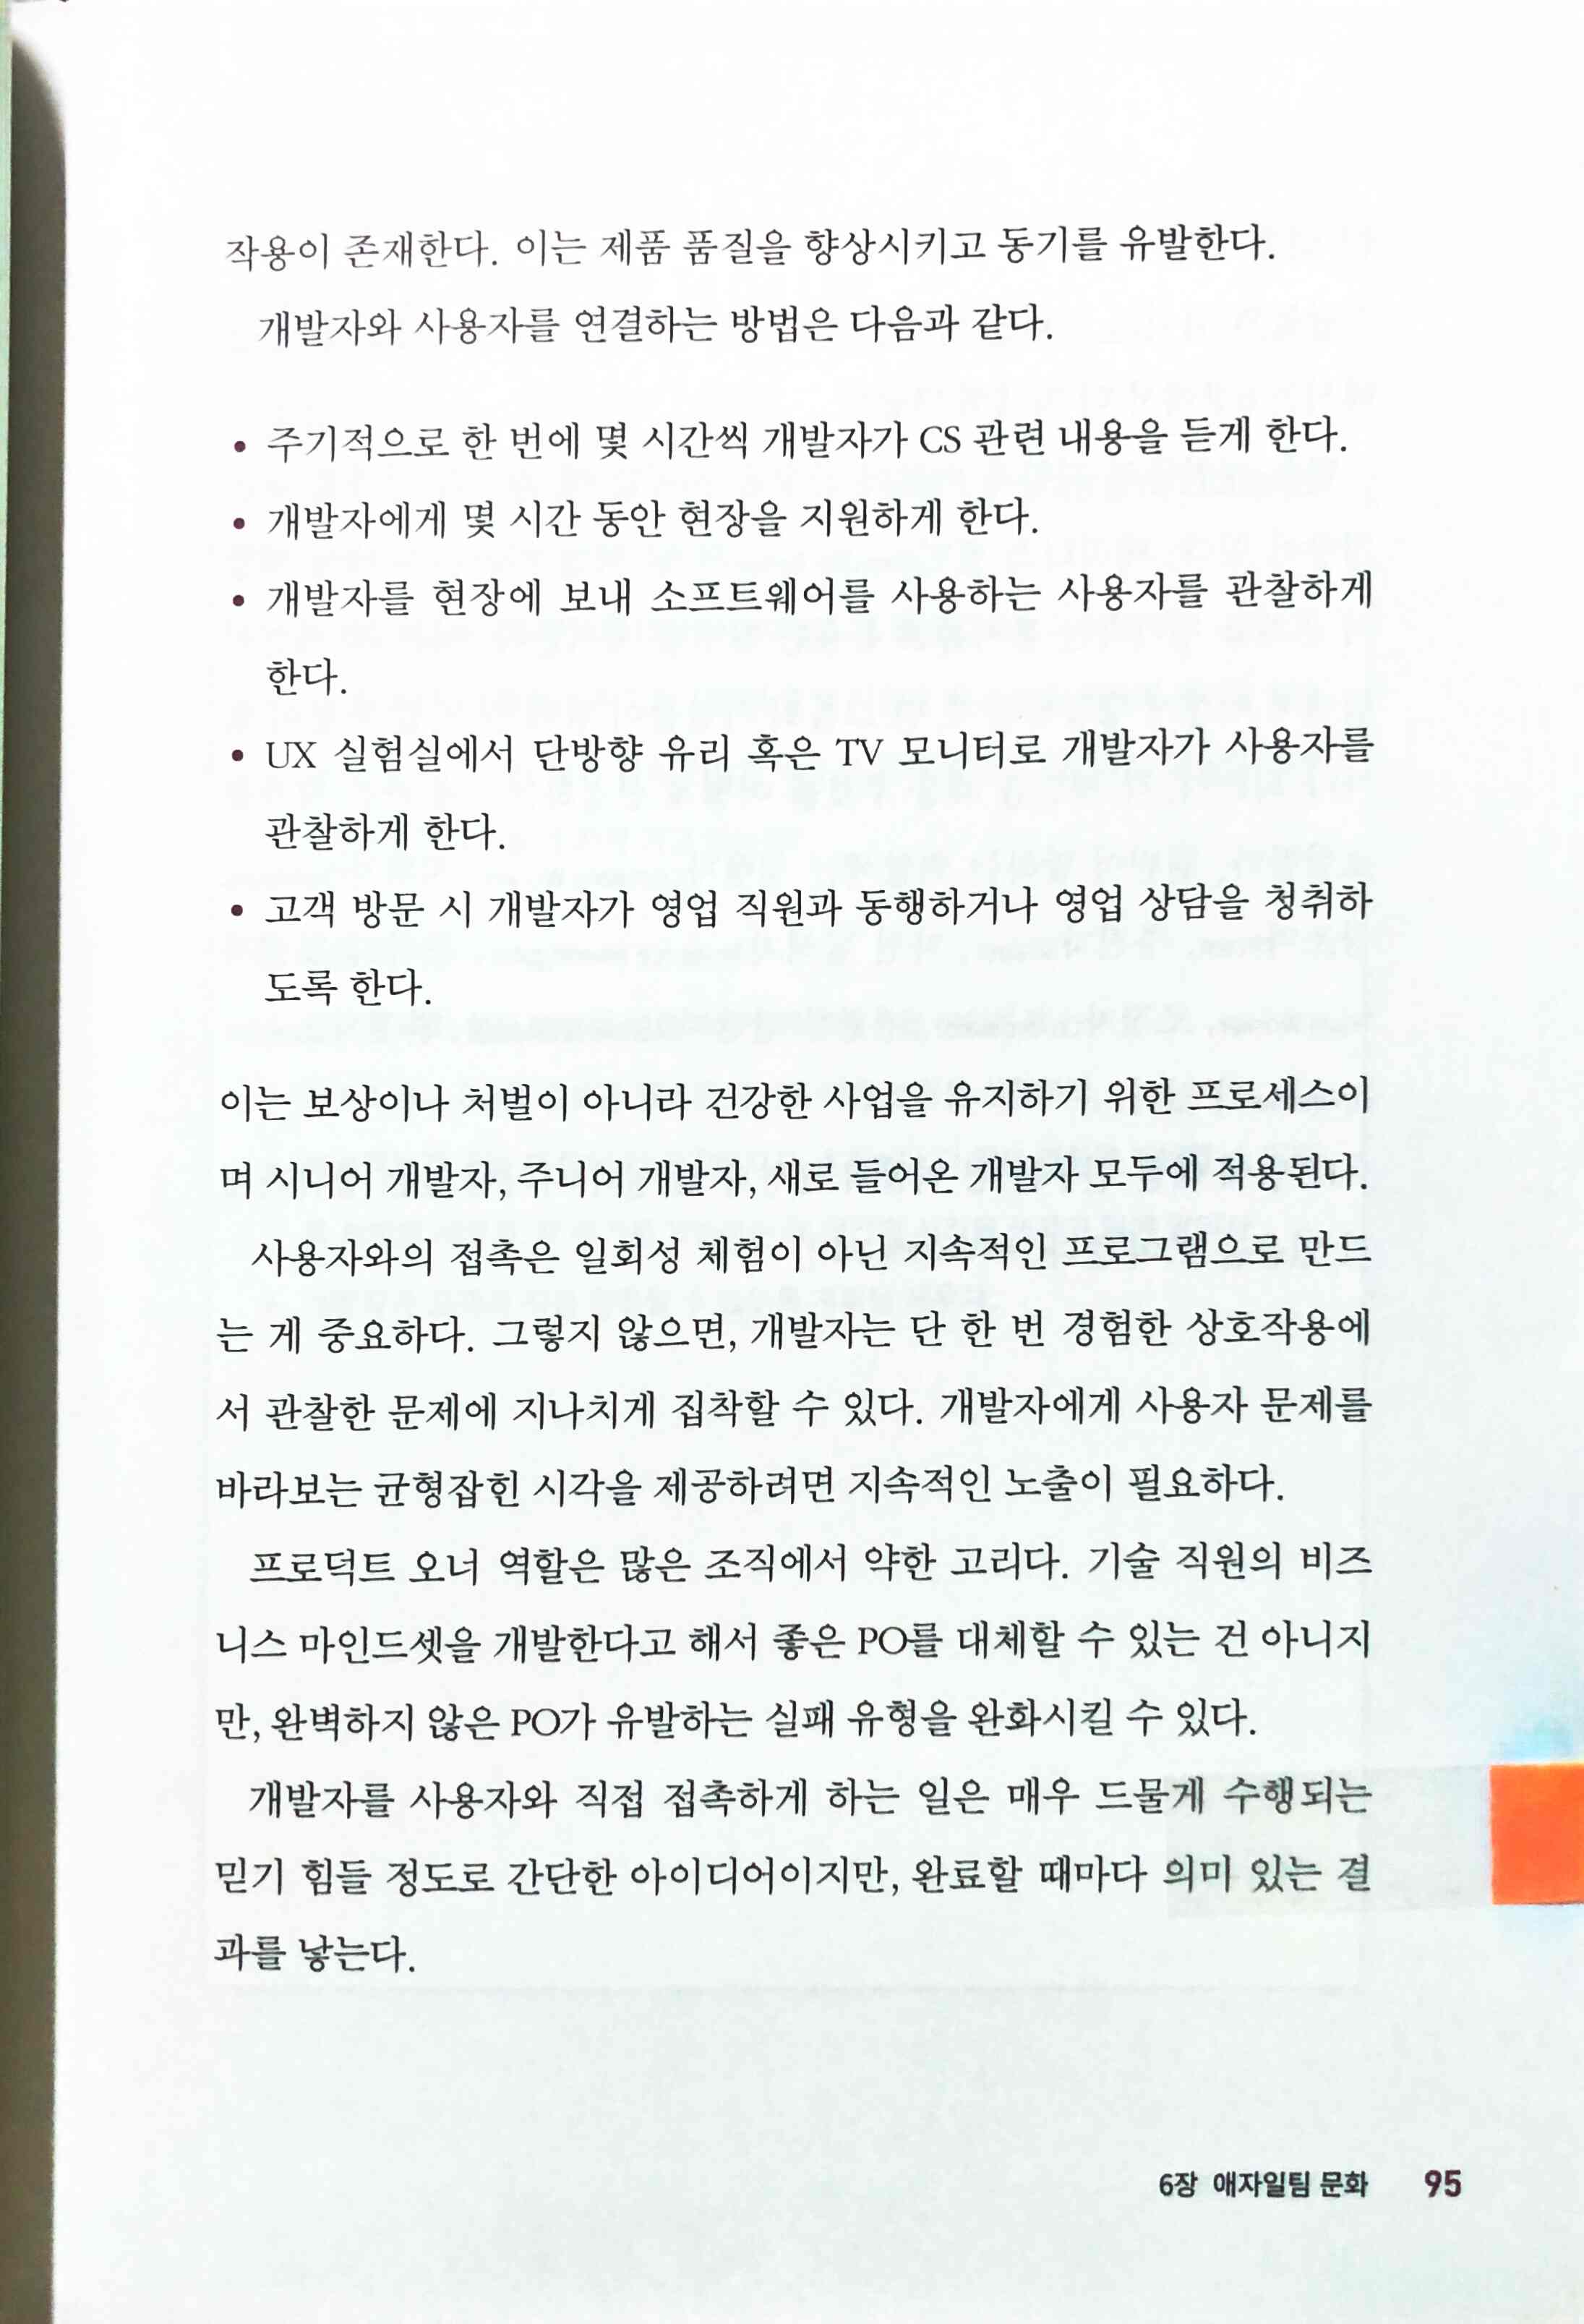 작용이 존재한다. 이는 제품 품질을 향상시키고 동기를 유발한다.
개발자와 사용자를 연결하는 방법은 다음과 같다.
• 주기적으로 한 번에 몇 시간씩 개발자가 CS 관련 내용을 듣게 한다.
• 개발자에게 몇 시간 동안 현장을 지원하게 한다.
• 개발자를 현장에 보내 소프트웨어를 사용하는 사용자를 관찰하게
한다.
• UX 실험실에서 단방향 유리 혹은 TV 모니터로 개발자가 사용자를
관찰하게 한다.
• 고객 방문 시 개발자가 영업 직원과 동행하거나 영업 상담을 청취하
도록 한다.
이는 보상이나 처벌이 아니라 건강한 사업을 유지하기 위한 프로세스이
며 시니어 개발자, 주니어 개발자, 새로 들어온 개발자 모두에 적용된다.
사용자와의 접촉은 일회성 체험이 아닌 지속적인 프로그램으로 만드
는 게 중요하다. 그렇지 않으면, 개발자는 단 한 번 경험한 상호작용에
서 관찰한 문제에 지나치게 집착할 수 있다. 개발자에게 사용자 문제를
바라보는 균형잡힌 시각을 제공하려면 지속적인 노출이 필요하다.
프로덕트 오너 역할은 많은 조직에서 약한 고리다. 기술 직원의 비즈
니스 마인드셋을 개발한다고 해서 좋은 PO를 대체할 수 있는 건 아니지
만, 완벽하지 않은 PO가 유발하는 실패 유형을 완화시킬 수 있다.
개발자를 사용자와 직접 접촉하게 하는 일은 매우 드물게 수행되는
믿기 힘들 정도로 간단한 아이디어이지만, 완료할 때마다 의미 있는 결
과를 낳는다.
6장 애자일팀 문화 95